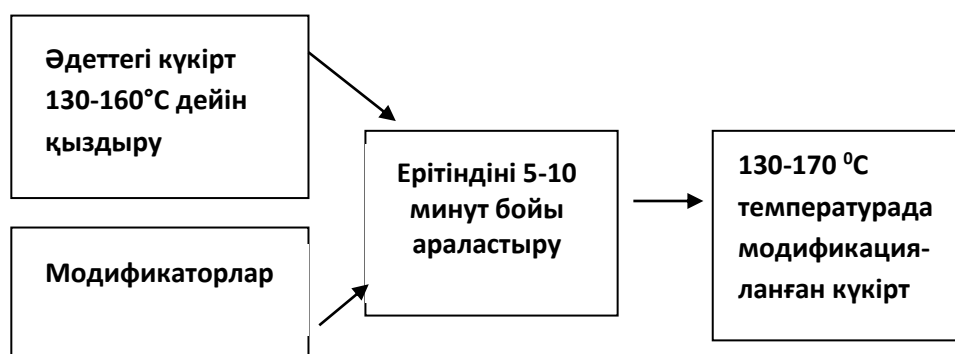 Әдеттегі күкірт
130-160°С дейін
қыздыру
Модификаторлар
Ерітіндіні 5-10
минут бойы
араластыру
130-170 ⁰С
температурада
модификация-
ланған күкірт